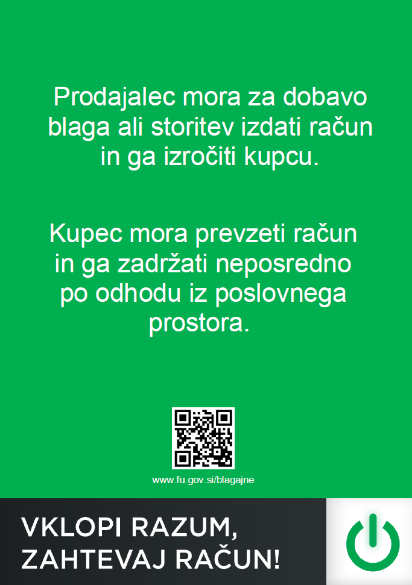 Prodajalec mora za dobavo
blaga ali storitev izdati račun
in ga izročiti kupcu.
Kupec mora prevzeti račun
in ga zadržati neposredno
po odhodu iz poslovnega
prostora.
www.fu.gov.si/blagajne
VKLOPI RAZUM,
ZAHTEVAJ RAČUN!